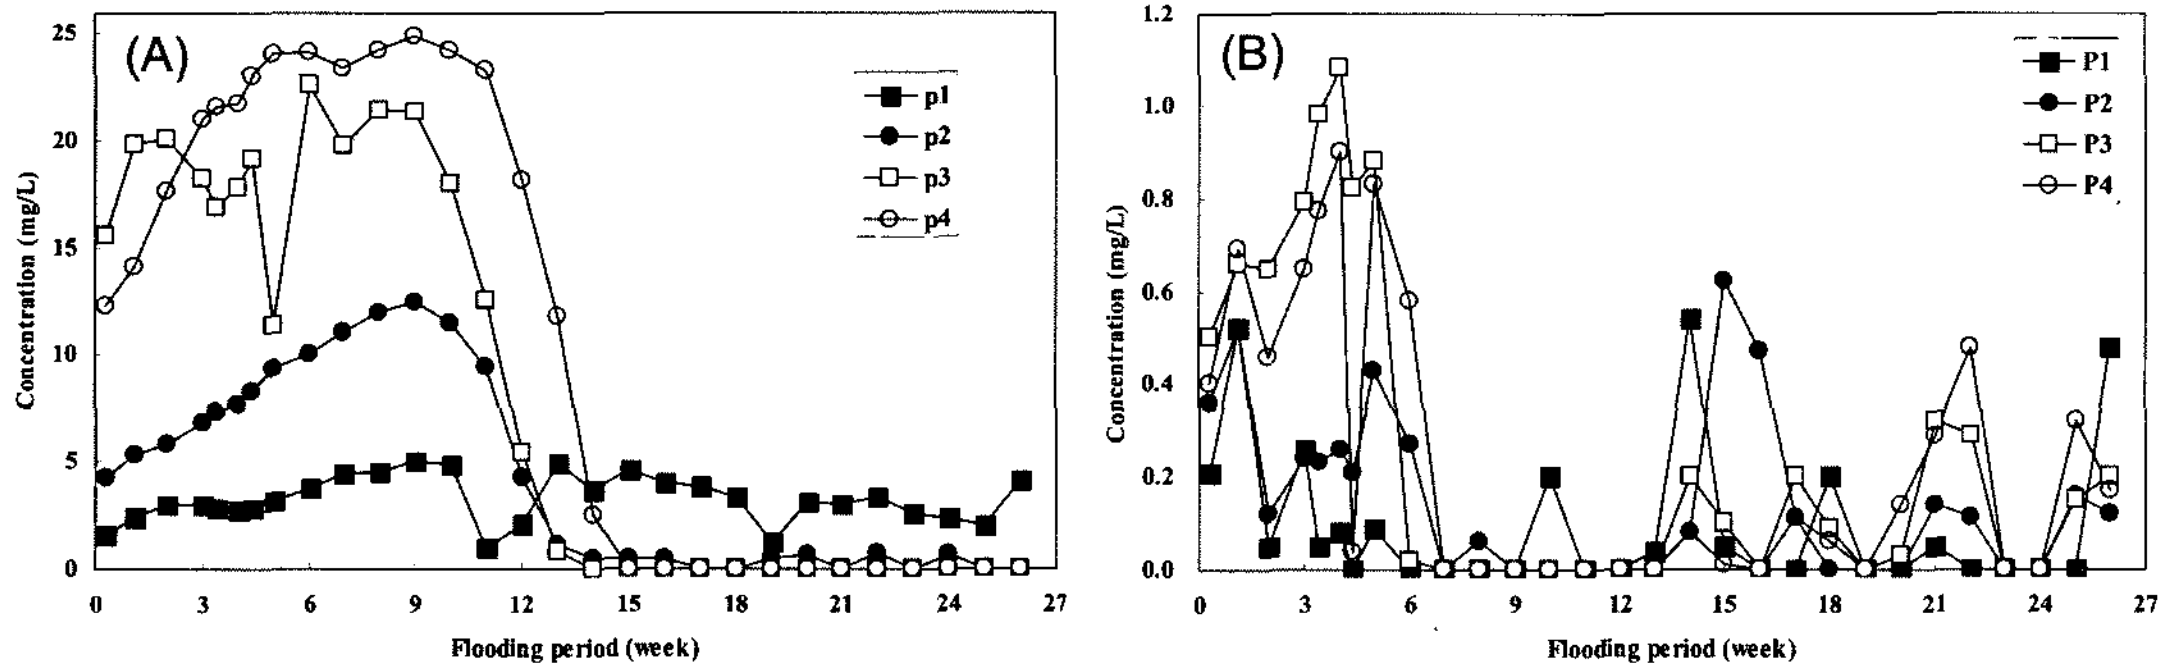 (A)
25
20
15
10
5
0
Concentration (mg/L)
p1
p2
p3
p4
0 3 6 9 12 15 18 21 24 27
Flooding period (week)
(B)
1.2
1.0
0.8
0.6
0.4
0.2
0.0
Concentration (mg/L)
P1
P2
P3
P4
0 3 6 9 12 15 18 21 24 27
Flooding period (week)